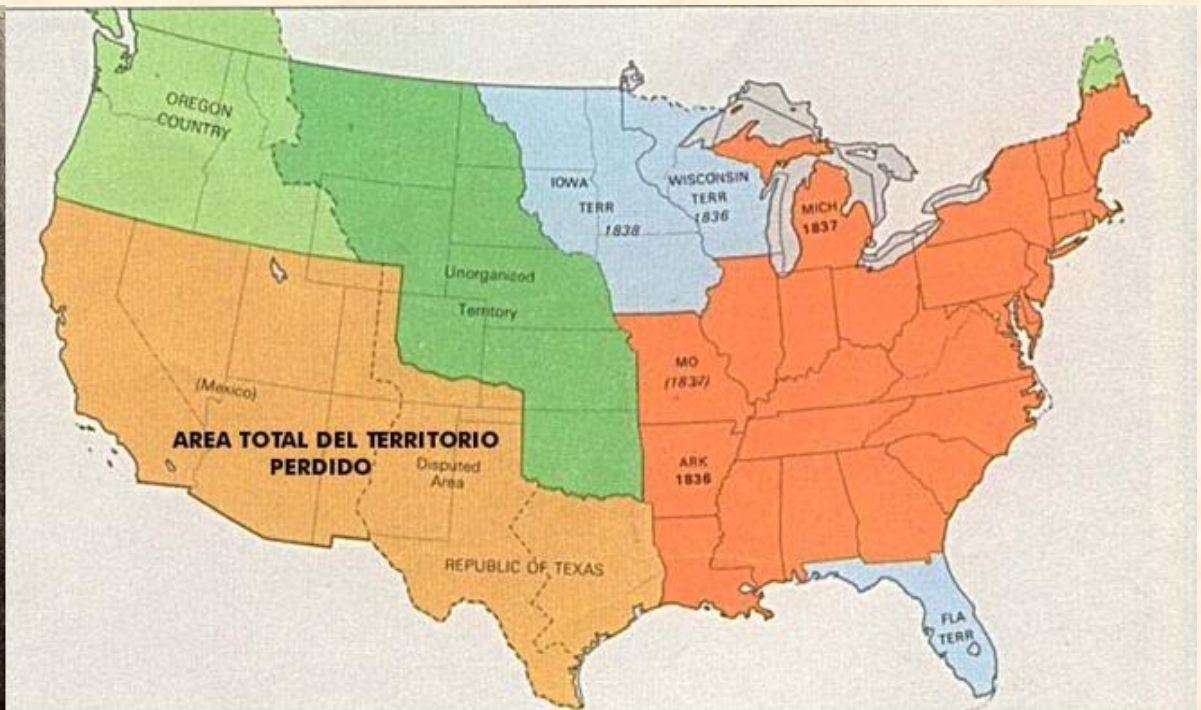 OREGON
COUNTRY
IOWA
TERR
1838
WISCONSIN
TERR
1836
MICH
1837
Unorganized
Territory
MO
(1837)
(Mexico)
AREA TOTAL DEL TERRITORIO
PERDIDO
Disputed
Area
ARK
1836
REPUBLIC OF TEXAS
FLA
TERR